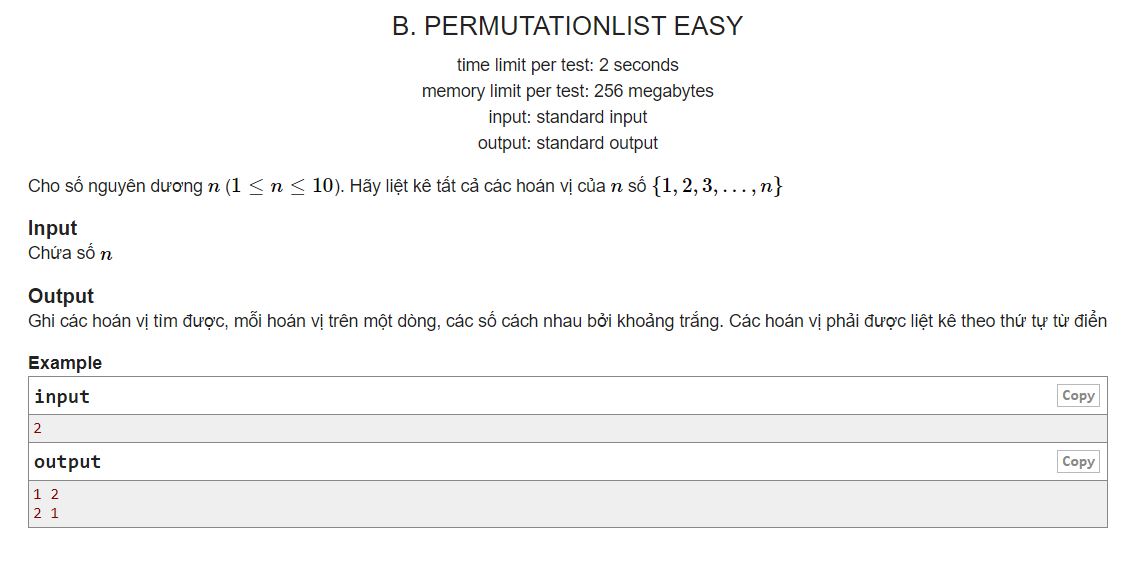 B. PERMUTATIONLIST EASY
time limit per test: 2 seconds
memory limit per test: 256 megabytes
input: standard input
output: standard output
Cho số nguyên dương n (1 ≤ n ≤ 10). Hãy liệt kê tất cả các hoán vị của n số {1, 2, 3, . . . , n}
Input
Chứa số n
Output
Ghi các hoán vị tìm được, mỗi hoán vị trên một dòng, các số cách nhau bởi khoảng trắng. Các hoán vị phải được liệt kê theo thứ tự từ điển
Example
input Copy
2
output Copy
1 2
2 1